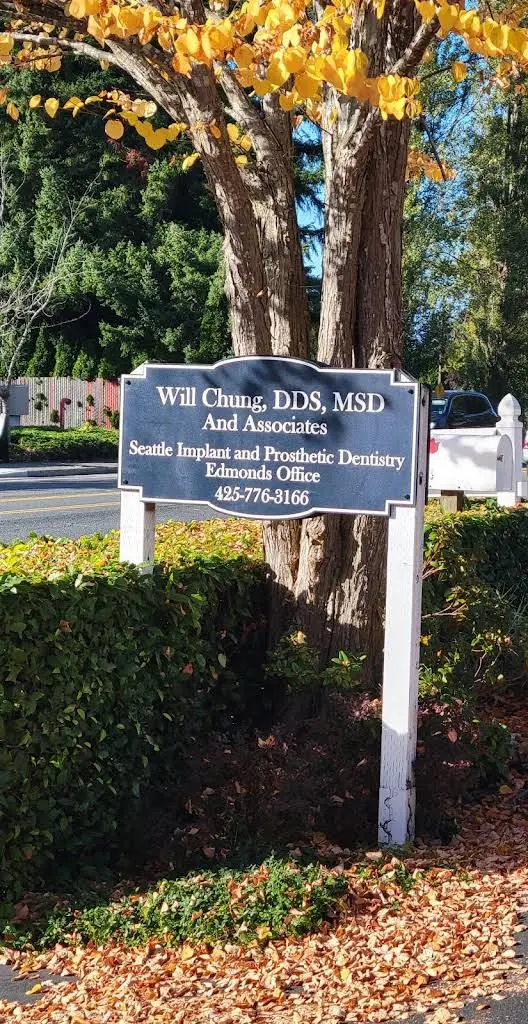 Will Chung, DDS, MSD
And Associates
Seattle Implant and Prosthetic Dentistry
Edmonds Office
425-776-3166